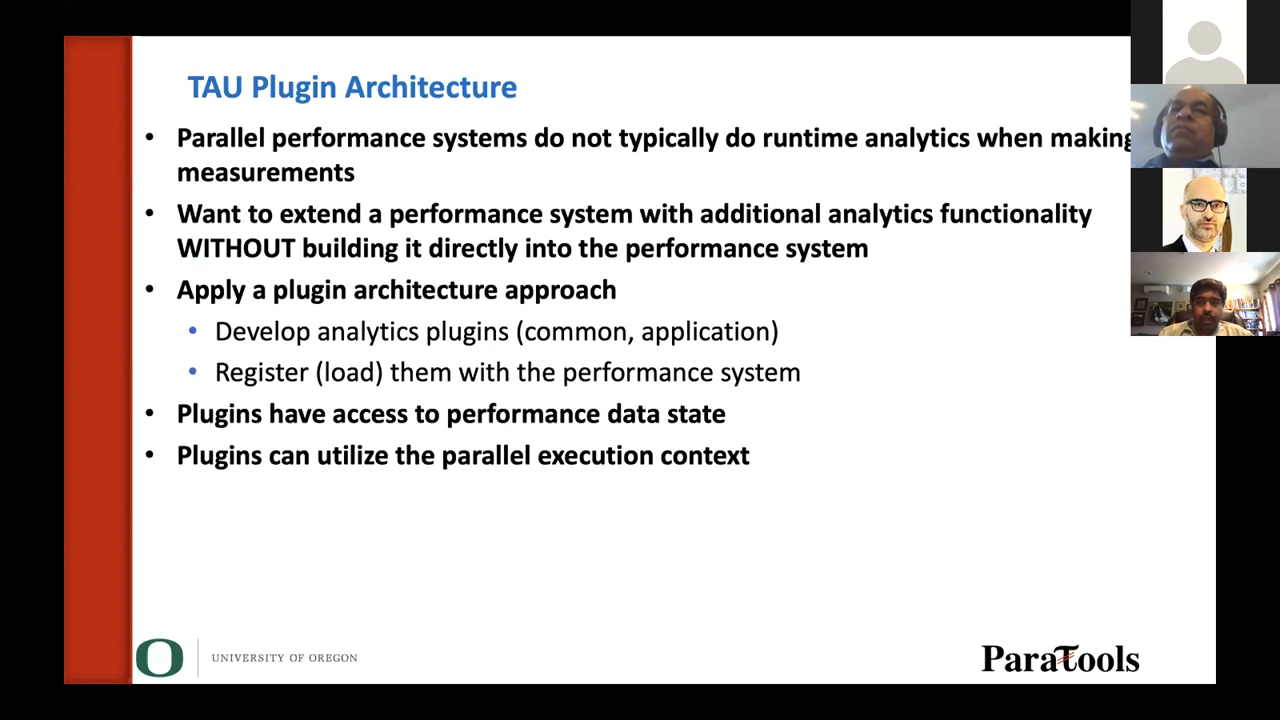 TAU Plugin Architecture
• Parallel performance systems do not typically do runtime analytics when making
measurements
• Want to extend a performance system with additional analytics functionality
WITHOUT building it directly into the performance system
• Apply a plugin architecture approach
• Develop analytics plugins (common, application)
• Register (load) them with the performance system
• Plugins have access to performance data state
• Plugins can utilize the parallel execution context
O UNIVERSITY OF OREGON
ParaTools